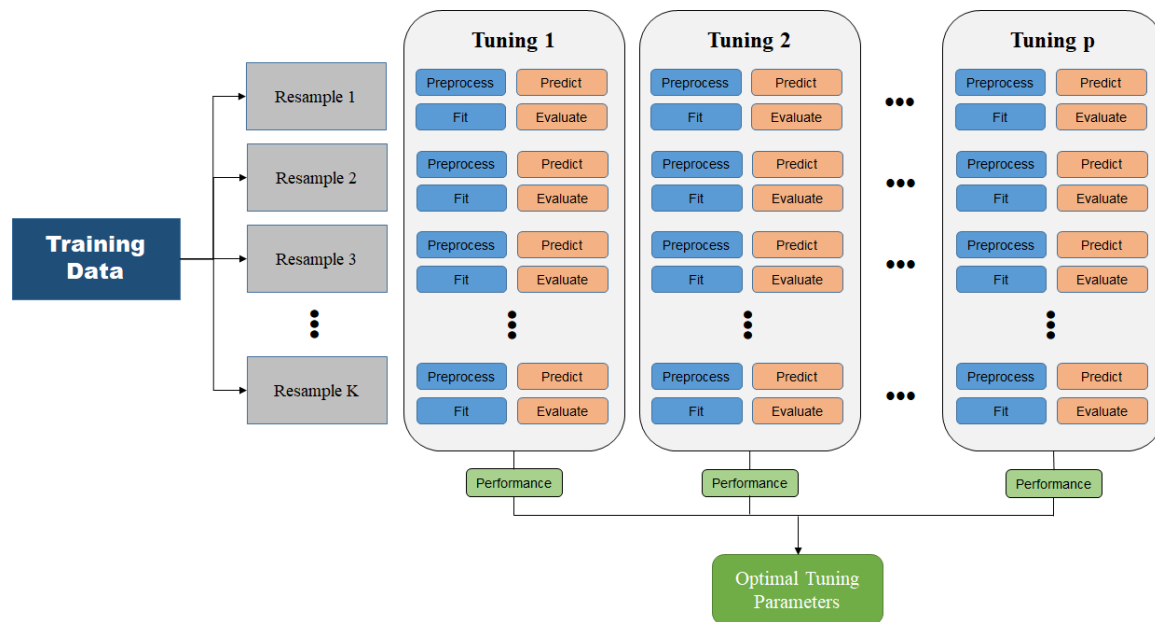 Tuning 1
Tuning 2
Tuning p
Resample 1
Preprocess Predict
Fit Evaluate
Preprocess Predict
Fit Evaluate
Preprocess Predict
Fit Evaluate
Resample 2
Preprocess Predict
Fit Evaluate
Preprocess Predict
Fit Evaluate
Preprocess Predict
Fit Evaluate
Training
Data
Resample 3
Preprocess Predict
Fit Evaluate
Preprocess Predict
Fit Evaluate
Preprocess Predict
Fit Evaluate
Resample K
Preprocess Predict
Fit Evaluate
Preprocess Predict
Fit Evaluate
Preprocess Predict
Fit Evaluate
Performance
Performance
Performance
Optimal Tuning
Parameters